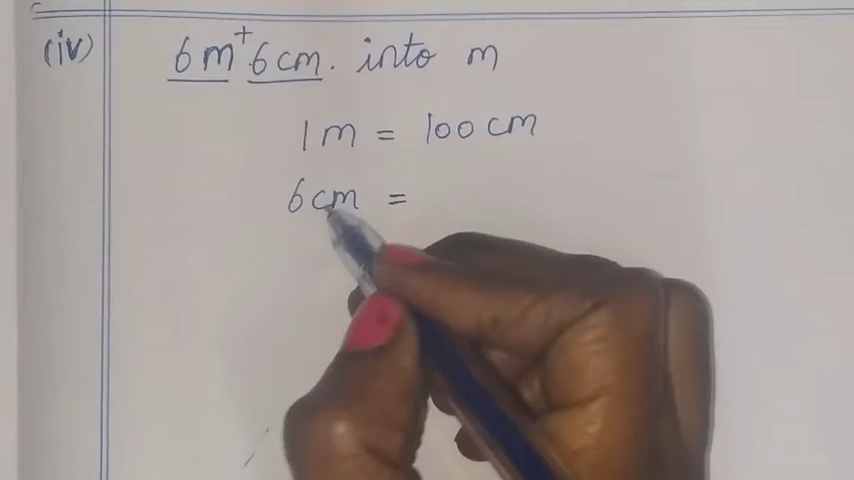 (iv) 6m + 6cm. into m
1m = 100cm
6cm =